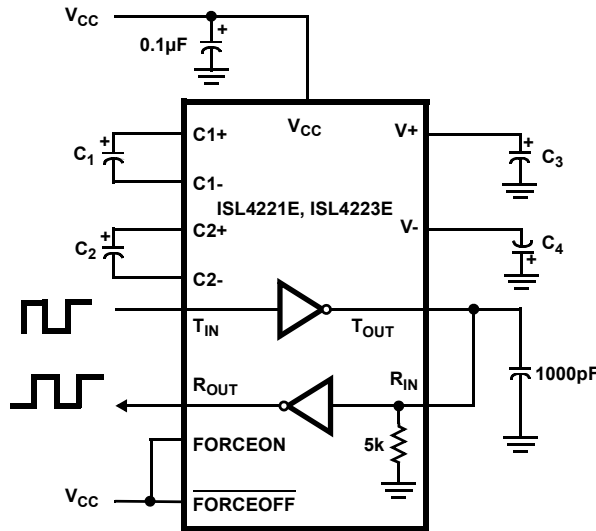 VCC
0.1µF
+
VCC
V+
C1+
+
C1
C1-
+
C3
ISL4221E, ISL4223E
C2+
+
C2
C2-
V-
C4
+
TIN
TOUT
ROUT
RIN
1000pF
5k
FORCEON
VCC
FORCEOFF